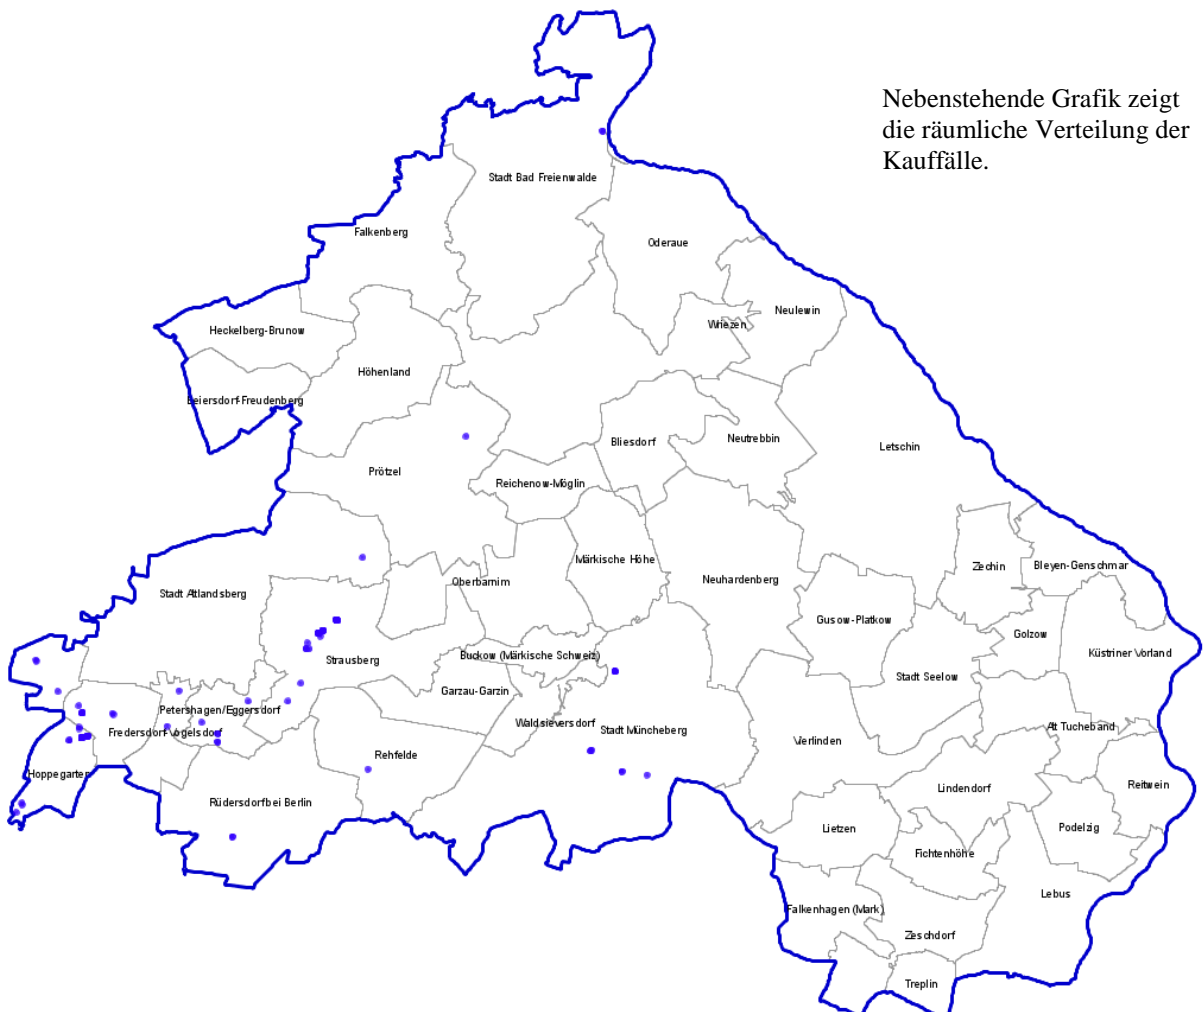 Nebenstehende Grafik zeigt
die räumliche Verteilung der
Kauffälle.
Stadt Bad Freienwalde
Falkenberg
Oderaue
Neulewin
Wriezen
Heckelberg-Brunow
Höhenland
Beiersdorf-Freudenberg
Bliesdorf
Neutrebbin
Letschin
Prötzel
Reichenow-Möglin
Märkische Höhe
Zechin
Bleyen-Genschmar
Oberbarnim
Neuhardenberg
Stadt Altlandsberg
Gusow-Platkow
Golzow
Küstriner Vorland
Buckow (Märkische Schweiz)
Strausberg
Stadt Seelow
Garzau-Garzin
Petershagen/Eggersdorf
Waldsieversdorf
Alt Tucheband
Fredersdorf-Vogelsdorf
Stadt Müncheberg
Vierlinden
Rehfelde
Hoppegarten
Reitwein
Lindendorf
Rüdersdorf bei Berlin
Lietzen
Podelzig
Fichtenhöhe
Lebus
Falkenhagen (Mark)
Zeschdorf
Treplin